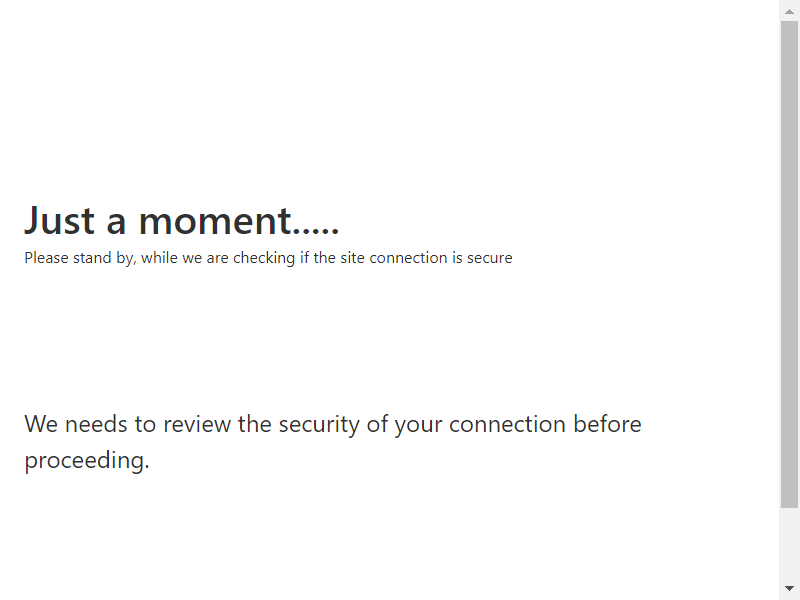 Just a moment.....
Please stand by, while we are checking if the site connection is secure
We needs to review the security of your connection before
proceeding.